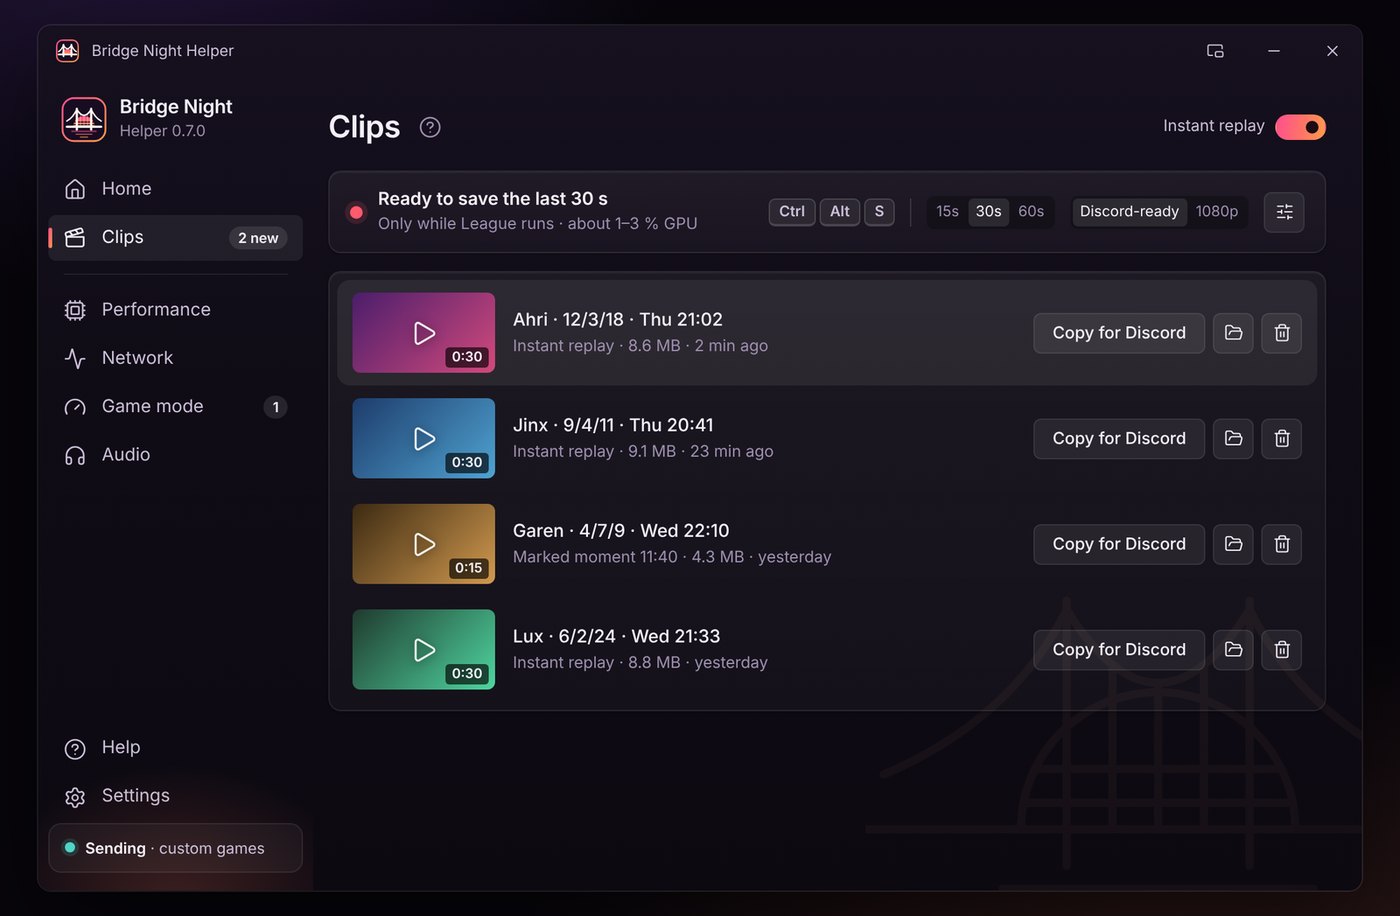 Bridge Night Helper
Bridge Night
Helper 0.7.0
Home
Clips
2 new
Performance
Network
Game mode
1
Audio
Help
Settings
Sending · custom games
Clips
Instant replay
Ready to save the last 30 s
Only while League runs · about 1–3 % GPU
Ctrl Alt S
15s 30s 60s
Discord-ready 1080p
0:30
Ahri · 12/3/18 · Thu 21:02
Instant replay · 8.6 MB · 2 min ago
Copy for Discord
0:30
Jinx · 9/4/11 · Thu 20:41
Instant replay · 9.1 MB · 23 min ago
Copy for Discord
0:15
Garen · 4/7/9 · Wed 22:10
Marked moment 11:40 · 4.3 MB · yesterday
Copy for Discord
0:30
Lux · 6/2/24 · Wed 21:33
Instant replay · 8.8 MB · yesterday
Copy for Discord